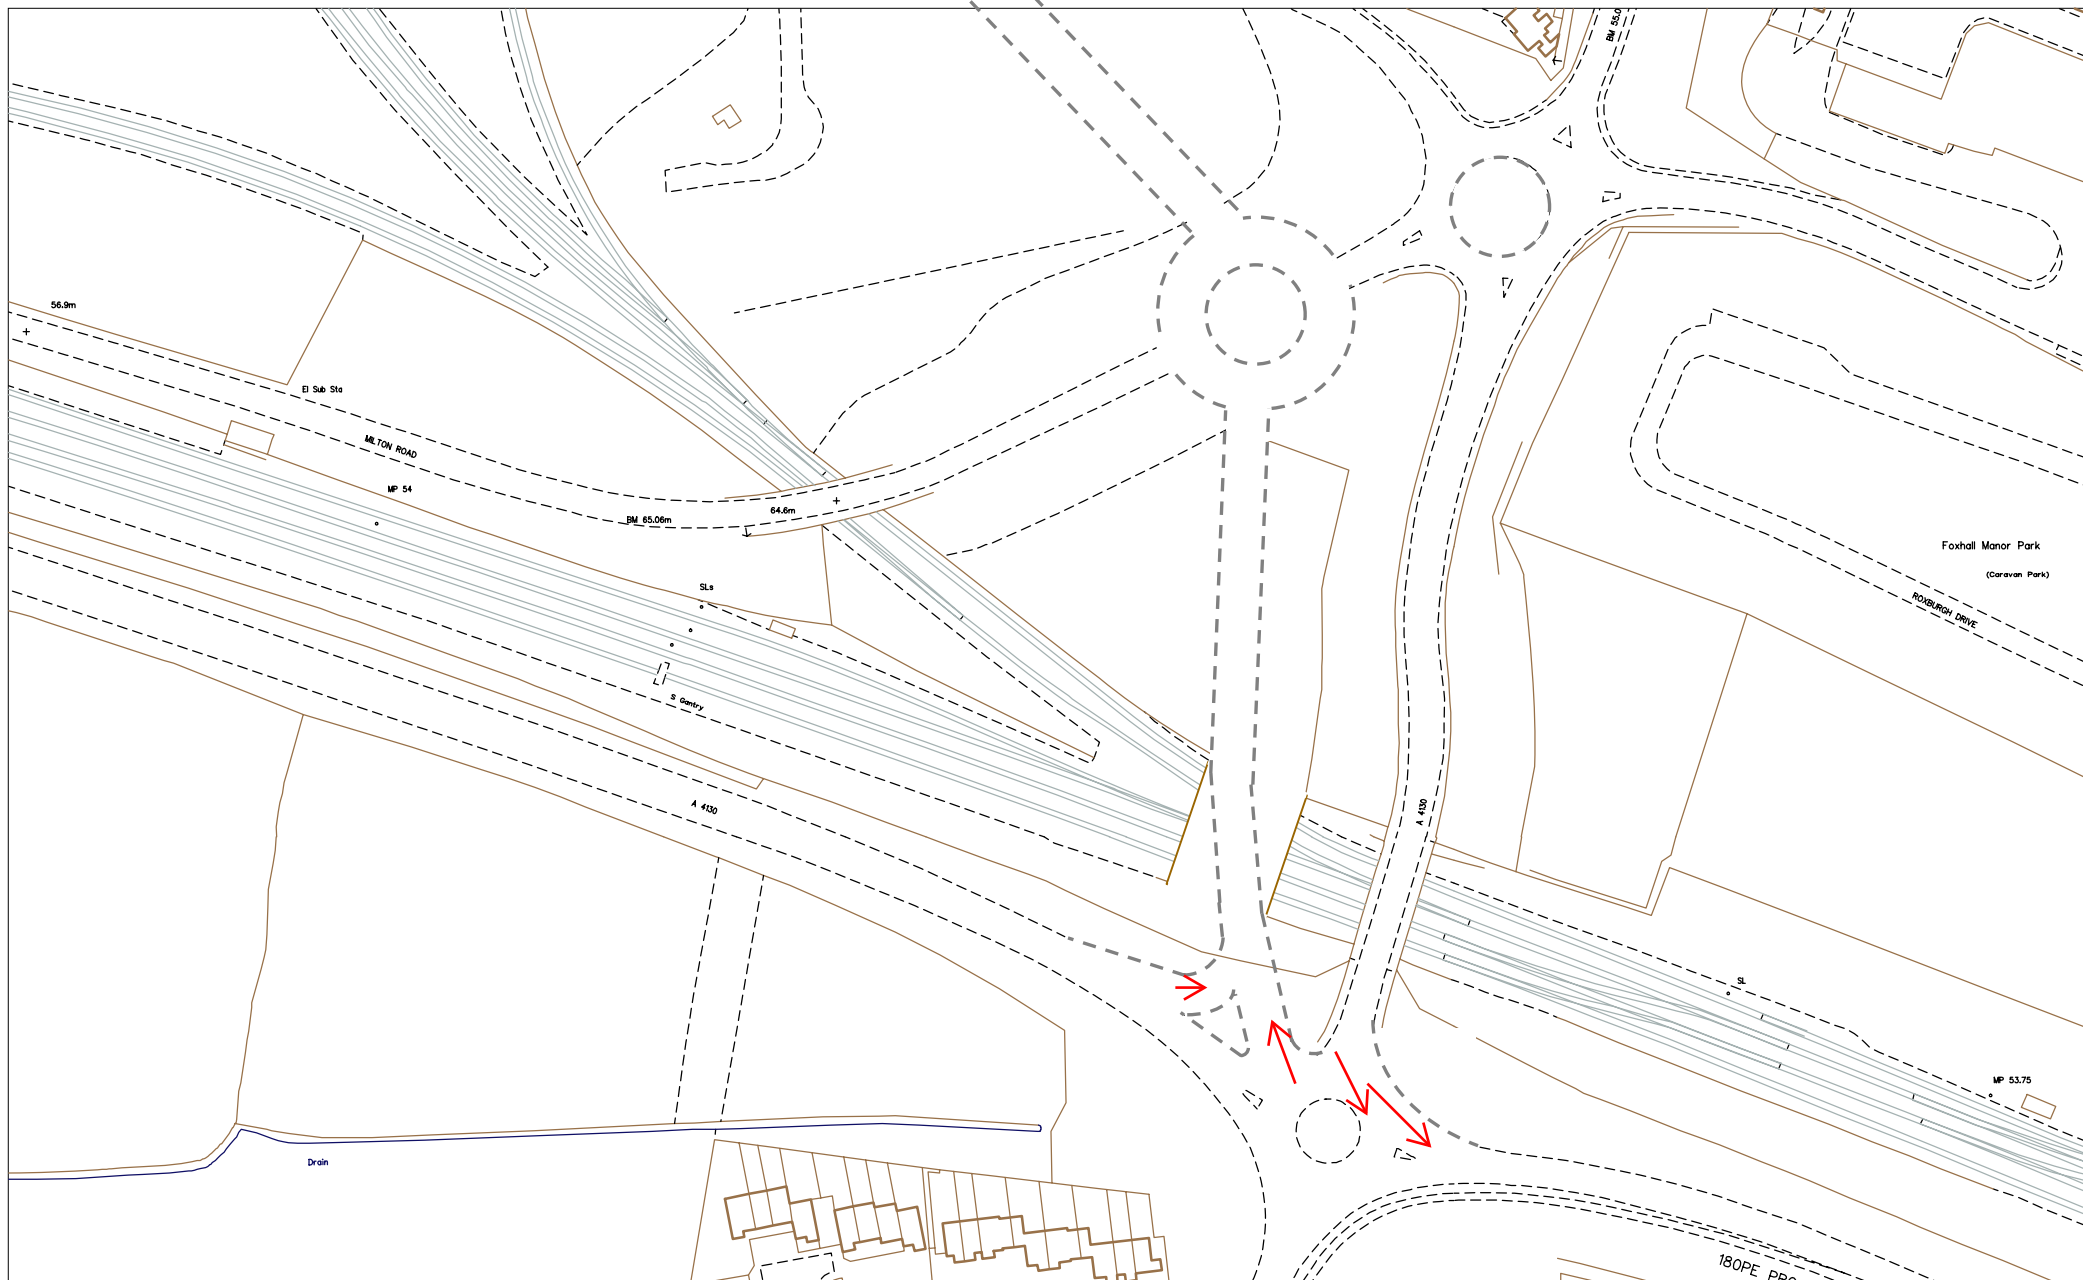 BM 55.0
56.9m
El Sub Sta
MILTON ROAD
MP 54
64.6m
BM 65.06m
Foxhall Manor Park
(Caravan Park)
SLs
ROXBURGH DRIVE
S Gantry
A 4130
A 4130
SL
MP 53.75
Drain
180PE